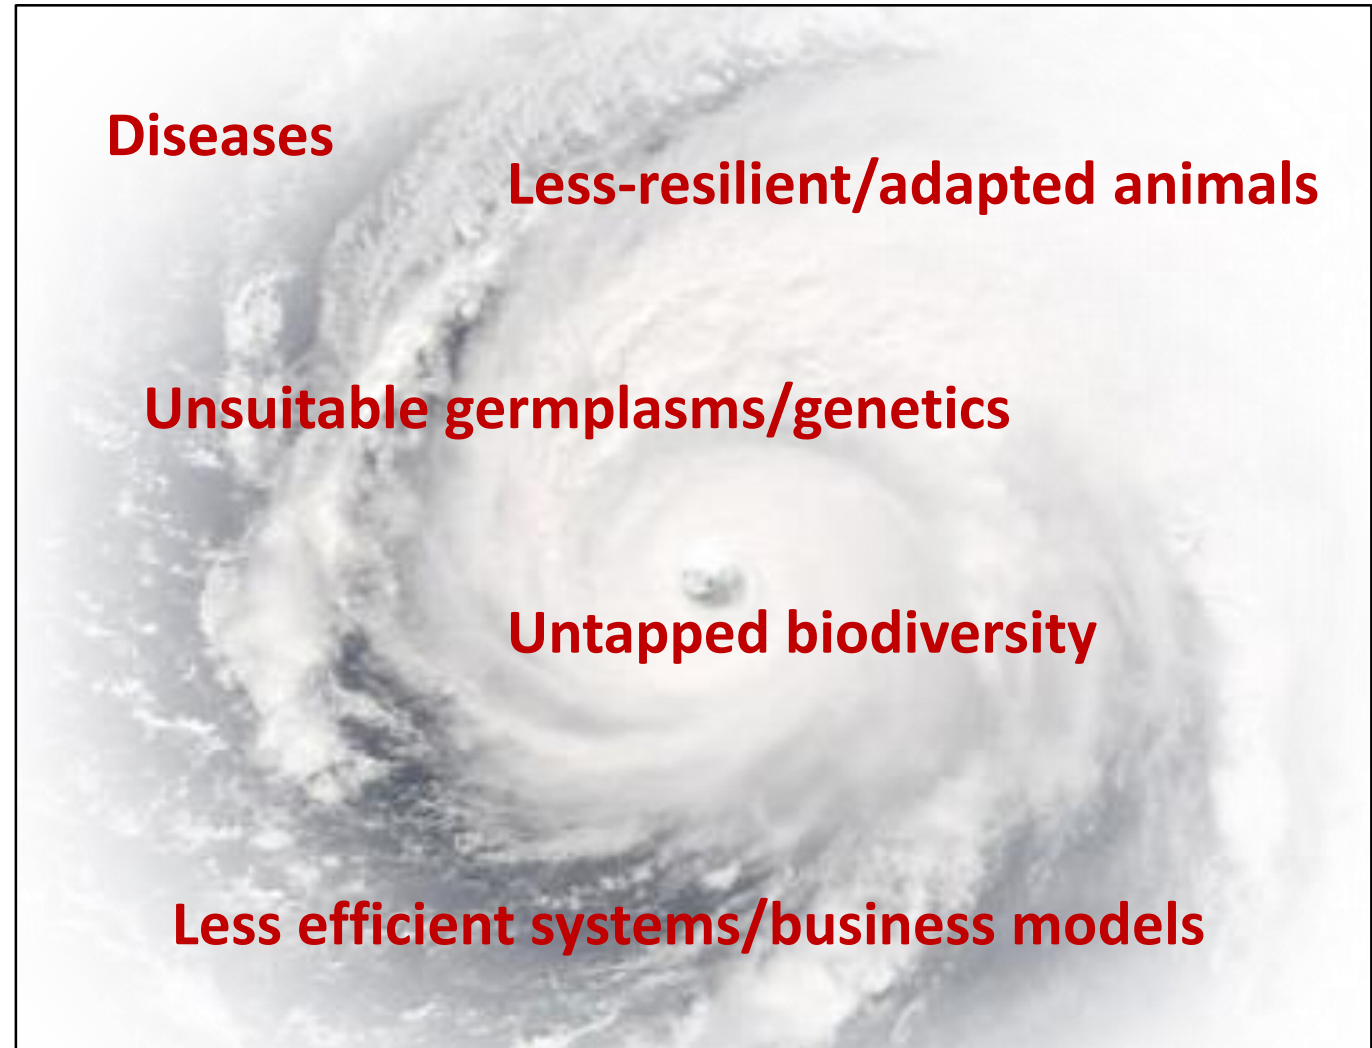 Diseases
Less-resilient/adapted animals
Unsuitable germplasms/genetics
Untapped biodiversity
Less efficient systems/business models